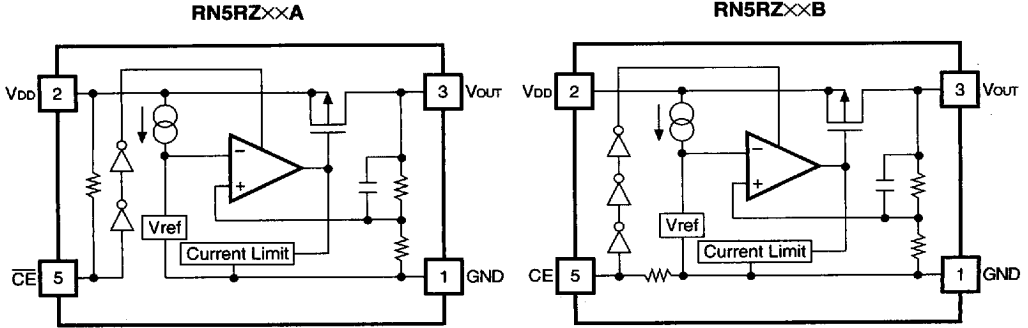 RN5RZ××A
VDD 2
3 VOUT
−
+
Vref
Current Limit
CE 5
1 GND
RN5RZ××B
VDD 2
3 VOUT
−
+
Vref
Current Limit
CE 5
1 GND